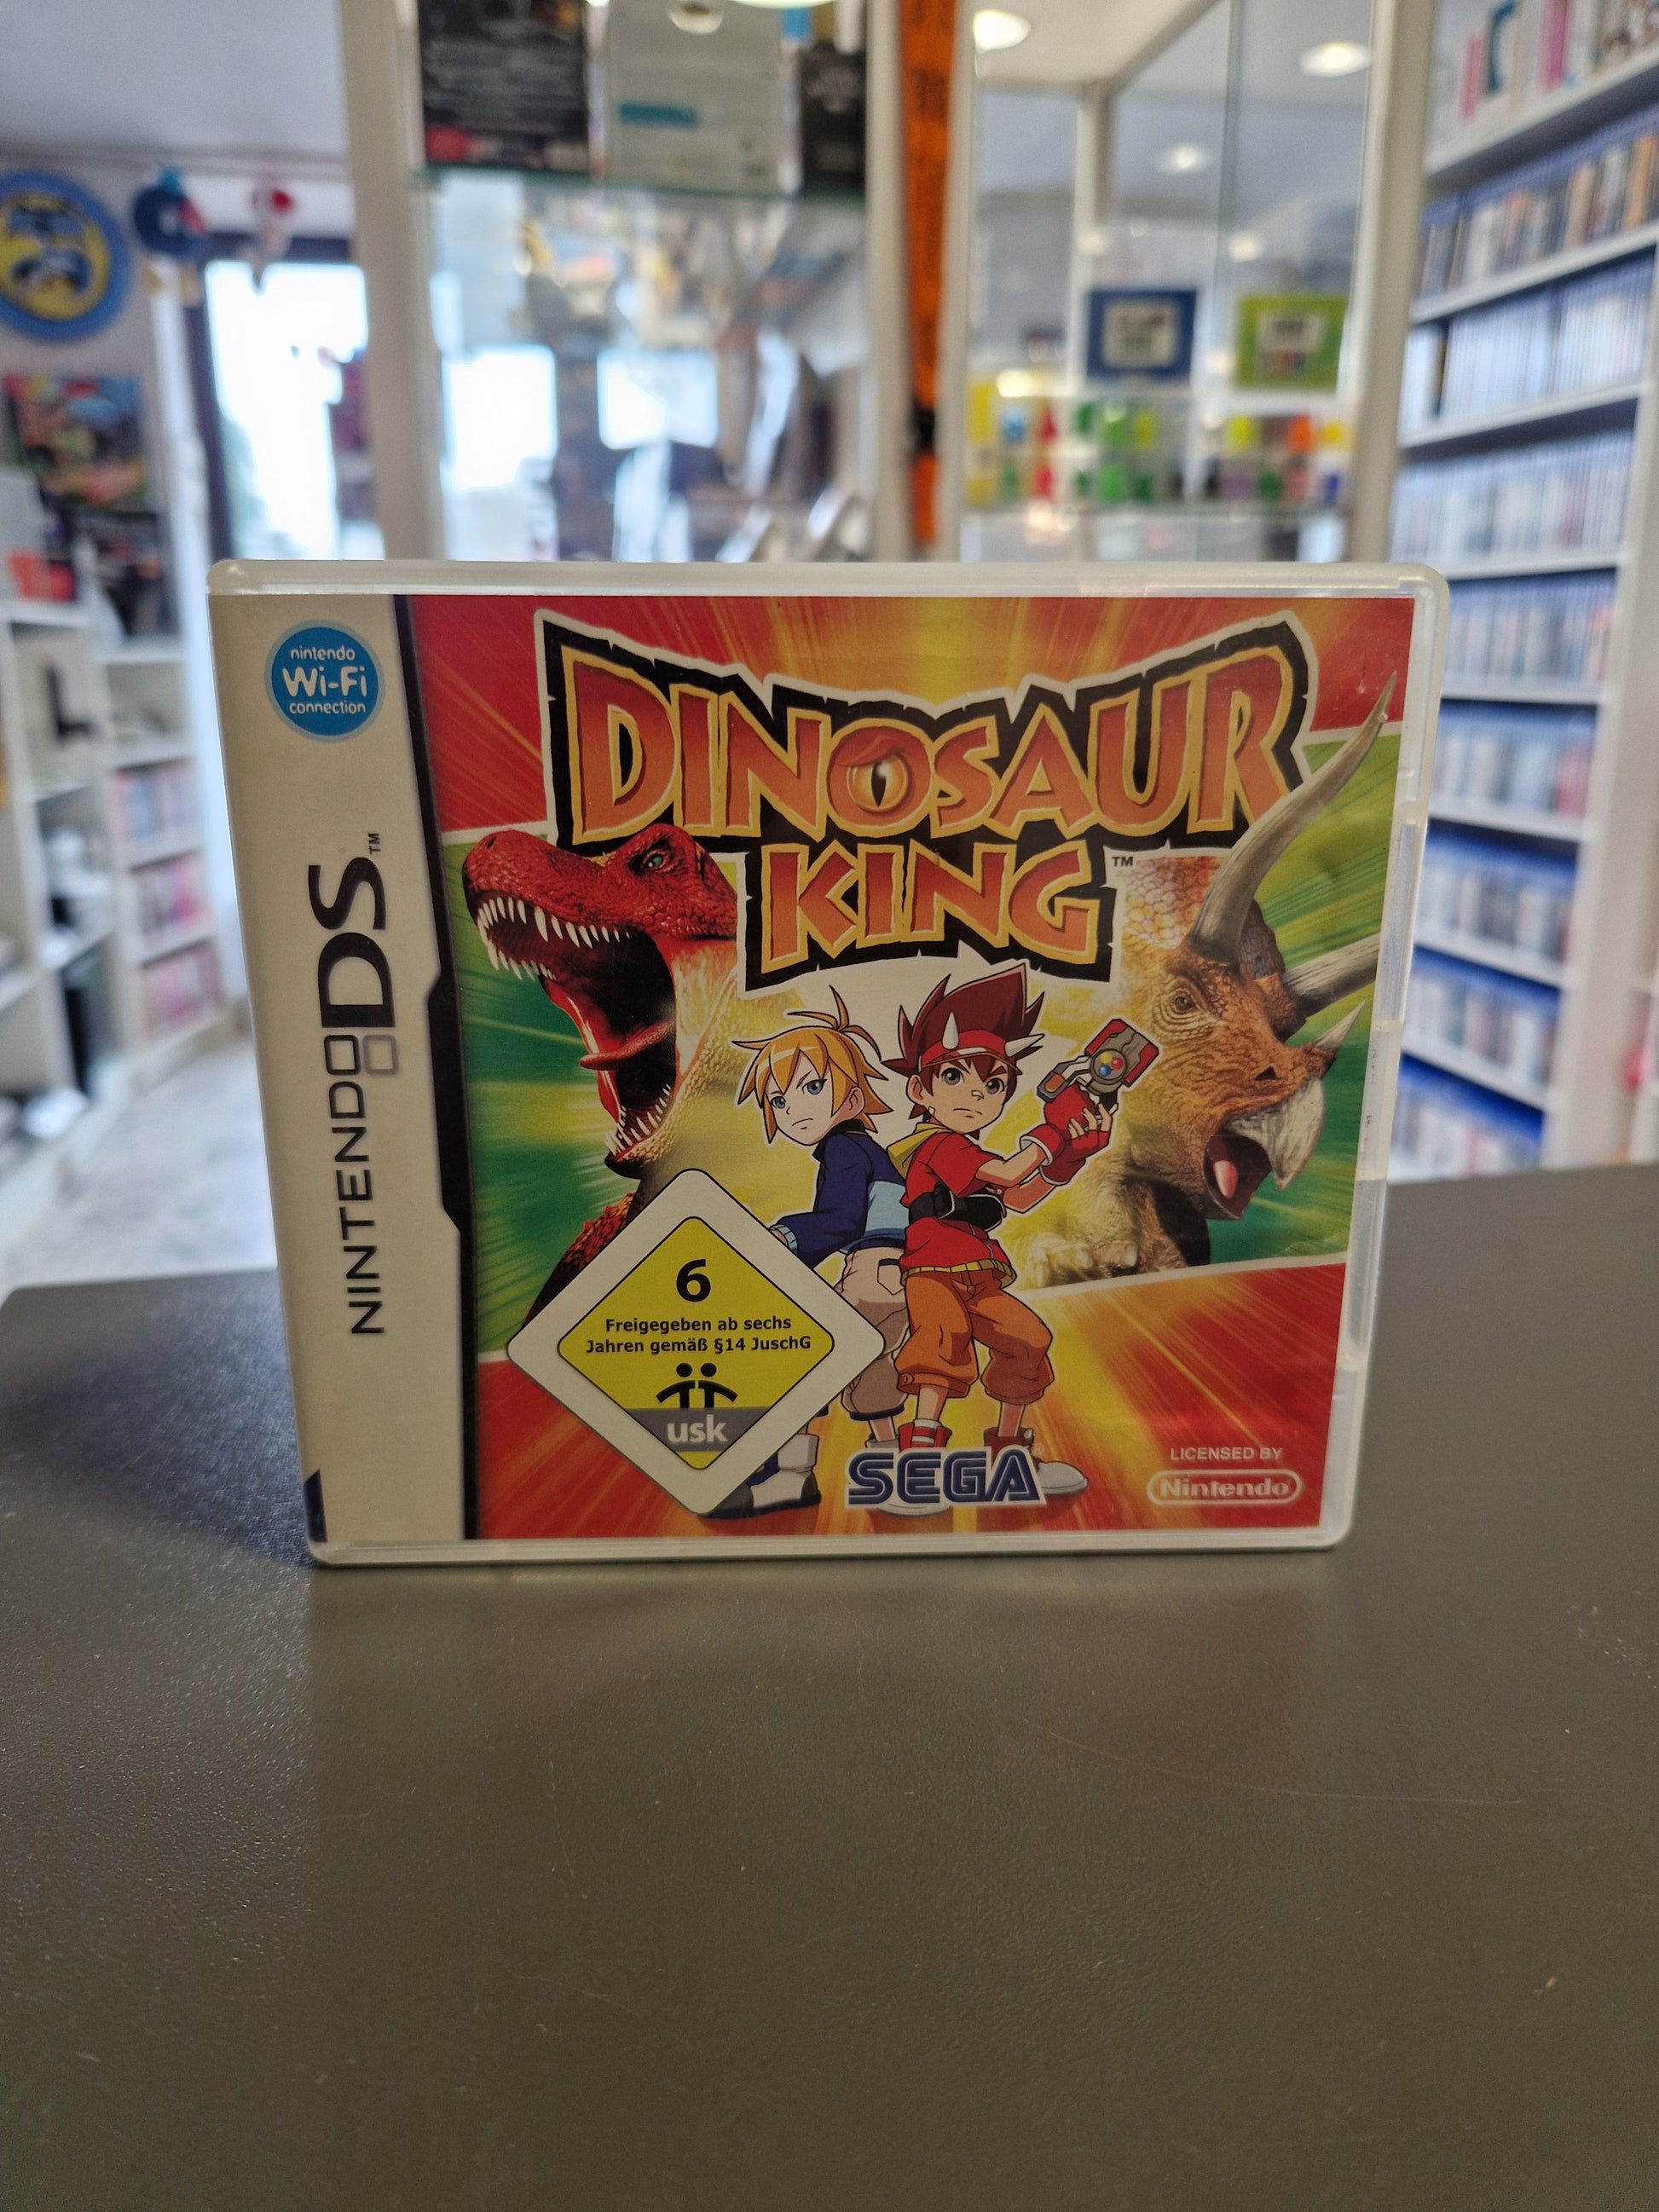 nintendo
Wi-Fi
connection
NINTENDO DS™
DINOSAUR
KING™
6
Freigegeben ab sechs
Jahren gemäß §14 JuschG
usk
SEGA®
LICENSED BY
Nintendo®